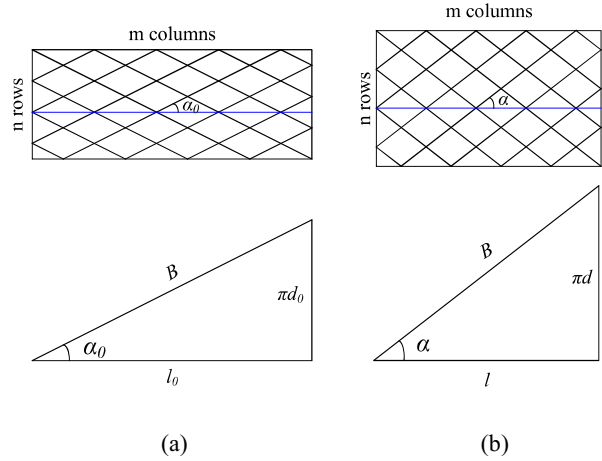 m columns
n rows
α₀
B
πd₀
α₀
l₀
(a)
m columns
n rows
α
B
πd
α
l
(b)